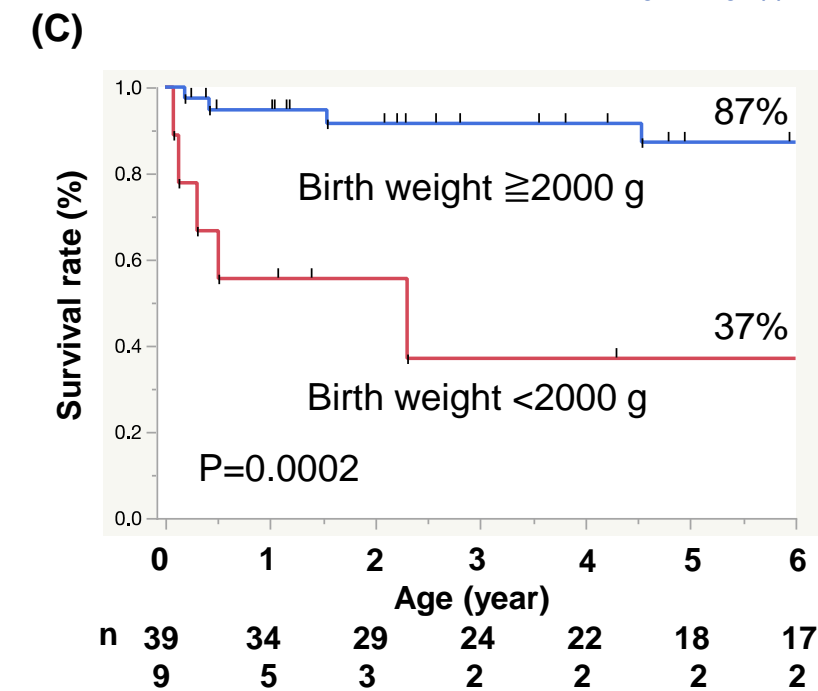 (C)
1.0
87%
Birth weight ≧2000 g
0.8
0.6
0.4
37%
Birth weight <2000 g
0.2
P=0.0002
0.0
Survival rate (%)
0 1 2 3 4 5 6
Age (year)
n 39 34 29 24 22 18 17
9 5 3 2 2 2 2